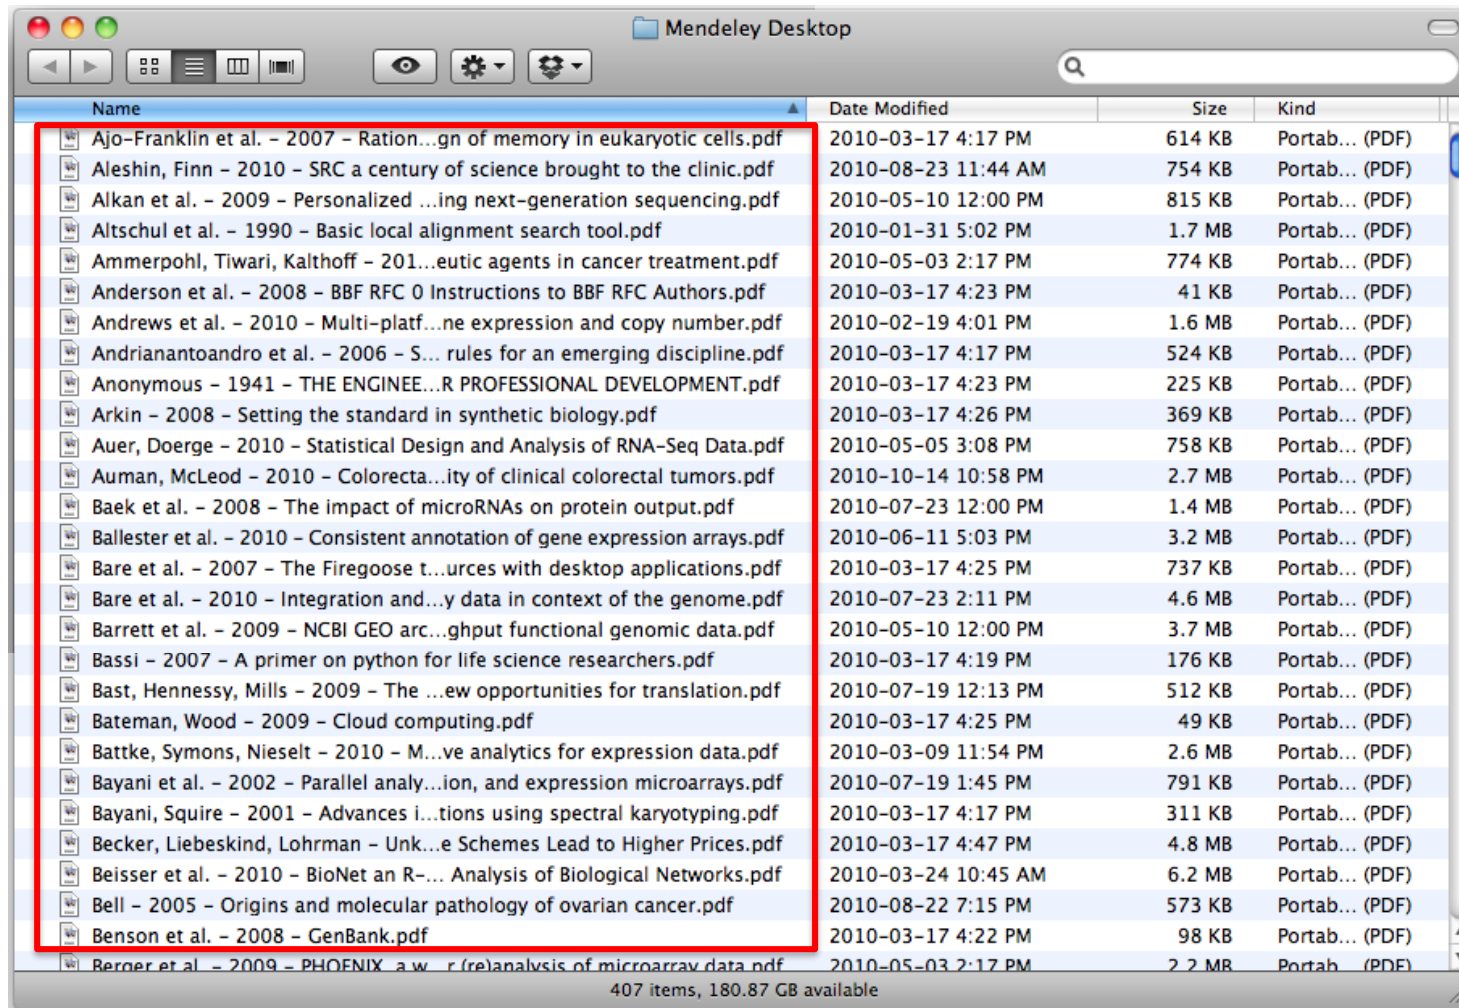 Mendeley Desktop
Name Date Modified Size Kind
Ajo-Franklin et al. - 2007 - Ration...gn of memory in eukaryotic cells.pdf 2010-03-17 4:17 PM 614 KB Portab... (PDF)
Aleshin, Finn - 2010 - SRC a century of science brought to the clinic.pdf 2010-08-23 11:44 AM 754 KB Portab... (PDF)
Alkan et al. - 2009 - Personalized ...ing next-generation sequencing.pdf 2010-05-10 12:00 PM 815 KB Portab... (PDF)
Altschul et al. - 1990 - Basic local alignment search tool.pdf 2010-01-31 5:02 PM 1.7 MB Portab... (PDF)
Ammerpohl, Tiwari, Kalthoff - 201...eutic agents in cancer treatment.pdf 2010-05-03 2:17 PM 774 KB Portab... (PDF)
Anderson et al. - 2008 - BBF RFC 0 Instructions to BBF RFC Authors.pdf 2010-03-17 4:23 PM 41 KB Portab... (PDF)
Andrews et al. - 2010 - Multi-platf...ne expression and copy number.pdf 2010-02-19 4:01 PM 1.6 MB Portab... (PDF)
Andrianantoandro et al. - 2006 - S... rules for an emerging discipline.pdf 2010-03-17 4:17 PM 524 KB Portab... (PDF)
Anonymous - 1941 - THE ENGINEE...R PROFESSIONAL DEVELOPMENT.pdf 2010-03-17 4:23 PM 225 KB Portab... (PDF)
Arkin - 2008 - Setting the standard in synthetic biology.pdf 2010-03-17 4:26 PM 369 KB Portab... (PDF)
Auer, Doerge - 2010 - Statistical Design and Analysis of RNA-Seq Data.pdf 2010-05-05 3:08 PM 758 KB Portab... (PDF)
Auman, McLeod - 2010 - Colorecta...ity of clinical colorectal tumors.pdf 2010-10-14 10:58 PM 2.7 MB Portab... (PDF)
Baek et al. - 2008 - The impact of microRNAs on protein output.pdf 2010-07-23 12:00 PM 1.4 MB Portab... (PDF)
Ballester et al. - 2010 - Consistent annotation of gene expression arrays.pdf 2010-06-11 5:03 PM 3.2 MB Portab... (PDF)
Bare et al. - 2007 - The Firegoose t...urces with desktop applications.pdf 2010-03-17 4:25 PM 737 KB Portab... (PDF)
Bare et al. - 2010 - Integration and...y data in context of the genome.pdf 2010-07-23 2:11 PM 4.6 MB Portab... (PDF)
Barrett et al. - 2009 - NCBI GEO arc...ghput functional genomic data.pdf 2010-05-10 12:00 PM 3.7 MB Portab... (PDF)
Bassi - 2007 - A primer on python for life science researchers.pdf 2010-03-17 4:19 PM 176 KB Portab... (PDF)
Bast, Hennessy, Mills - 2009 - The ...ew opportunities for translation.pdf 2010-07-19 12:13 PM 512 KB Portab... (PDF)
Bateman, Wood - 2009 - Cloud computing.pdf 2010-03-17 4:25 PM 49 KB Portab... (PDF)
Battke, Symons, Nieselt - 2010 - M...ve analytics for expression data.pdf 2010-03-09 11:54 PM 2.6 MB Portab... (PDF)
Bayani et al. - 2002 - Parallel analy...ion, and expression microarrays.pdf 2010-07-19 1:45 PM 791 KB Portab... (PDF)
Bayani, Squire - 2001 - Advances i...tions using spectral karyotyping.pdf 2010-03-17 4:17 PM 311 KB Portab... (PDF)
Becker, Liebeskind, Lohrman - Unk...e Schemes Lead to Higher Prices.pdf 2010-03-17 4:47 PM 4.8 MB Portab... (PDF)
Beisser et al. - 2010 - BioNet an R-... Analysis of Biological Networks.pdf 2010-03-24 10:45 AM 6.2 MB Portab... (PDF)
Bell - 2005 - Origins and molecular pathology of ovarian cancer.pdf 2010-08-22 7:15 PM 573 KB Portab... (PDF)
Benson et al. - 2008 - GenBank.pdf 2010-03-17 4:22 PM 98 KB Portab... (PDF)
Berger et al. - 2009 - PHOENIX a w...r (re)analysis of microarray data.pdf 2010-05-03 2:17 PM 2.2 MB Portab... (PDF)
407 items, 180.87 GB available